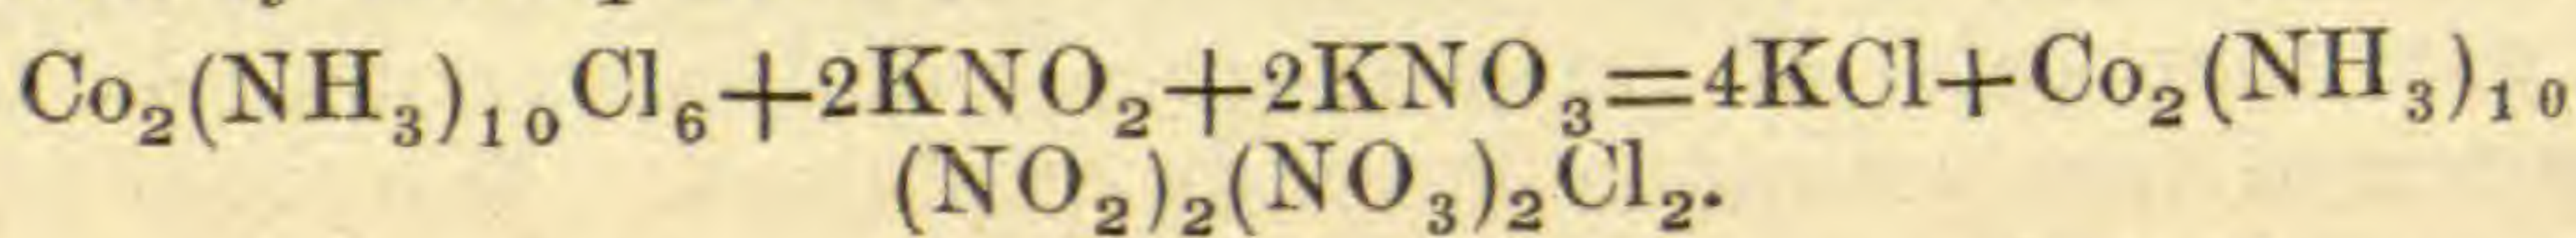 Co₂(NH₃)₁₀Cl₆+2KNO₂+2KNO₃=4KCl+Co₂(NH₃)₁₀
(NO₂)₂(NO₃)₂Cl₂.